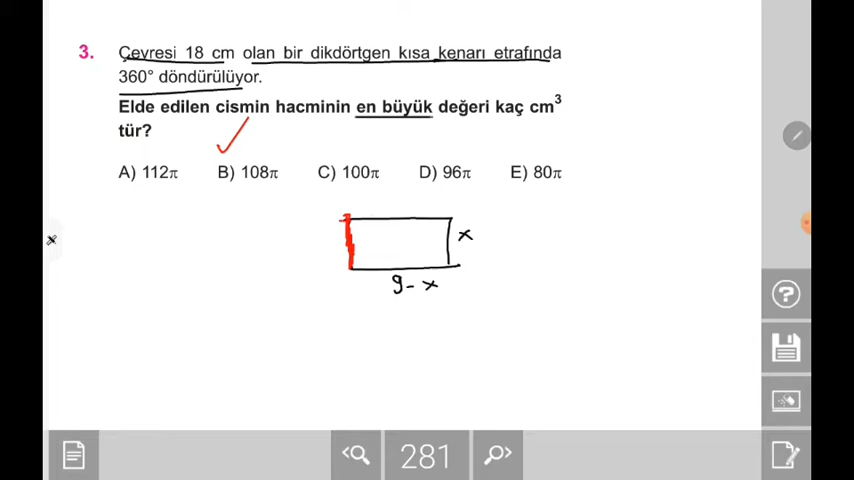 3. Çevresi 18 cm olan bir dikdörtgen kısa kenarı etrafında
360° döndürülüyor.
Elde edilen cismin hacminin en büyük değeri kaç cm³
tür?
A) 112π B) 108π C) 100π D) 96π E) 80π
x
9-x
281